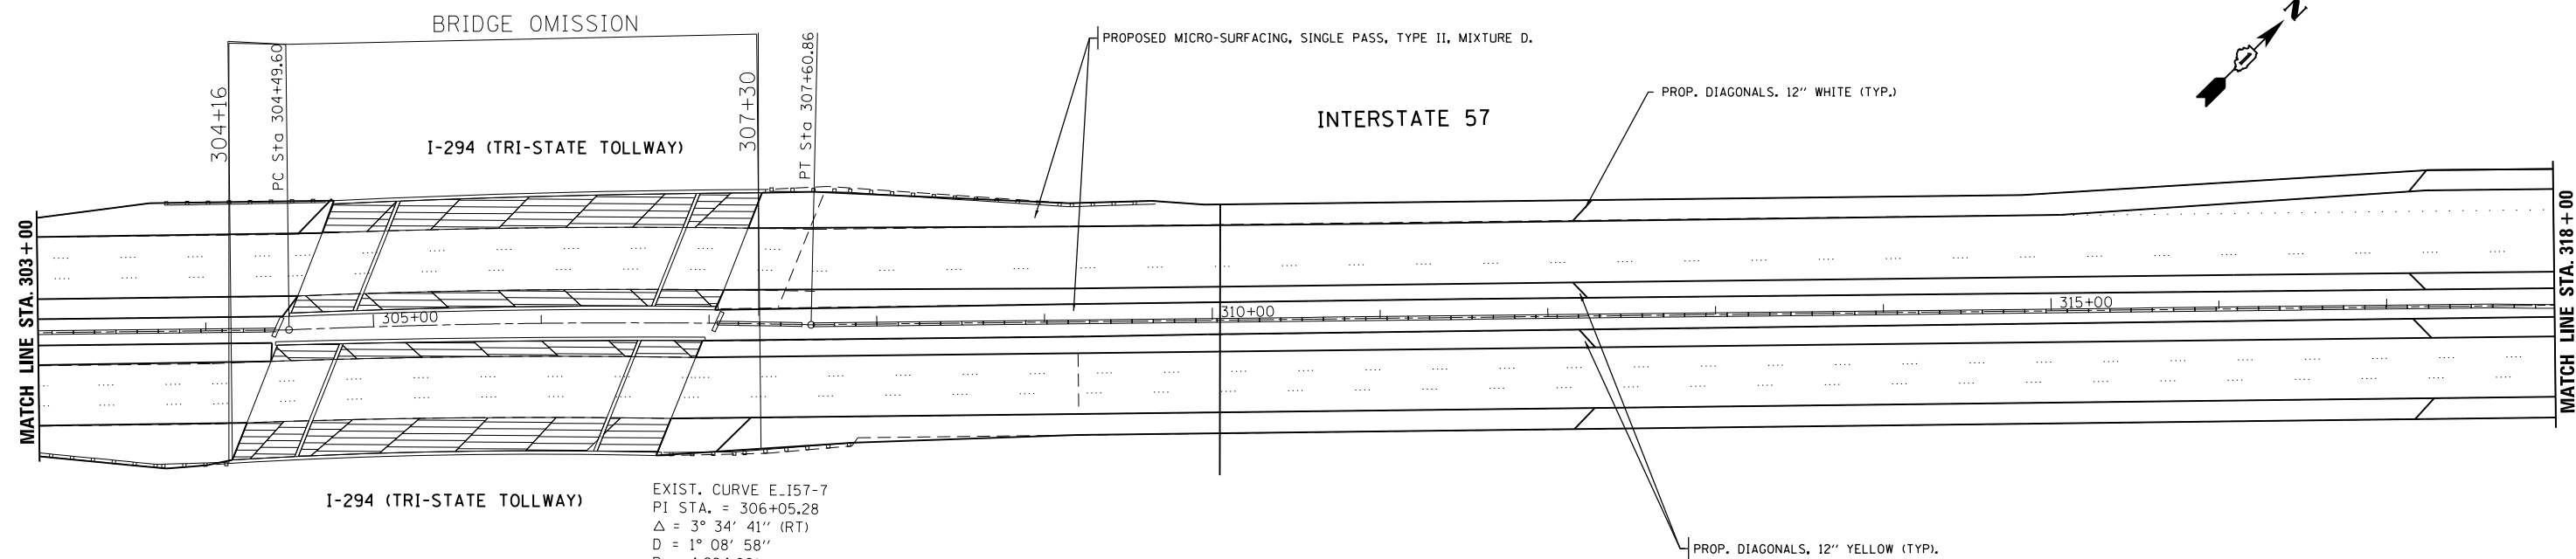 BRIDGE OMISSION
N
PROPOSED MICRO-SURFACING, SINGLE PASS, TYPE II, MIXTURE D.
304+16
PC Sta 304+49.60
307+30
PT Sta 307+60.86
PROP. DIAGONALS. 12'' WHITE (TYP.)
INTERSTATE 57
I-294 (TRI-STATE TOLLWAY)
MATCH LINE STA. 303+00
305+00
310+00
315+00
MATCH LINE STA. 318+00
I-294 (TRI-STATE TOLLWAY)
EXIST. CURVE E_I57-7
PI STA. = 306+05.28
Δ = 3° 34' 41'' (RT)
D = 1° 08' 58''
PROP. DIAGONALS, 12'' YELLOW (TYP).